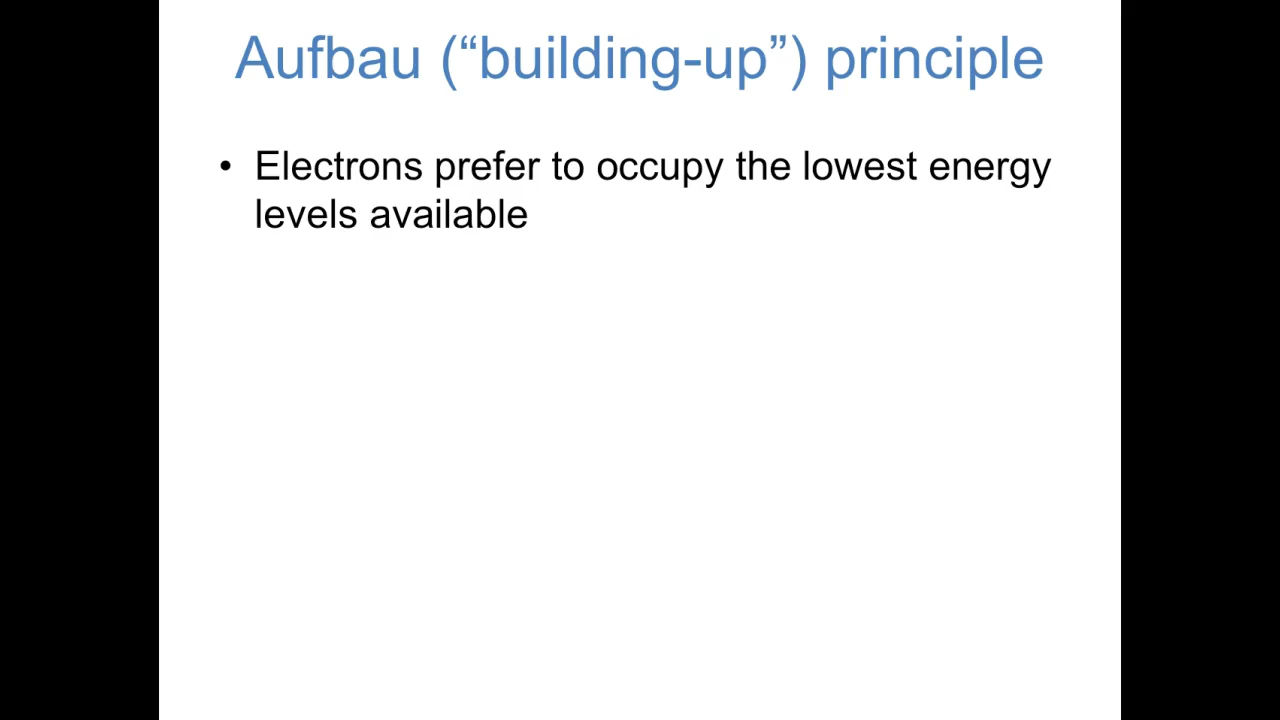 Aufbau (“building-up”) principle
• Electrons prefer to occupy the lowest energy
levels available